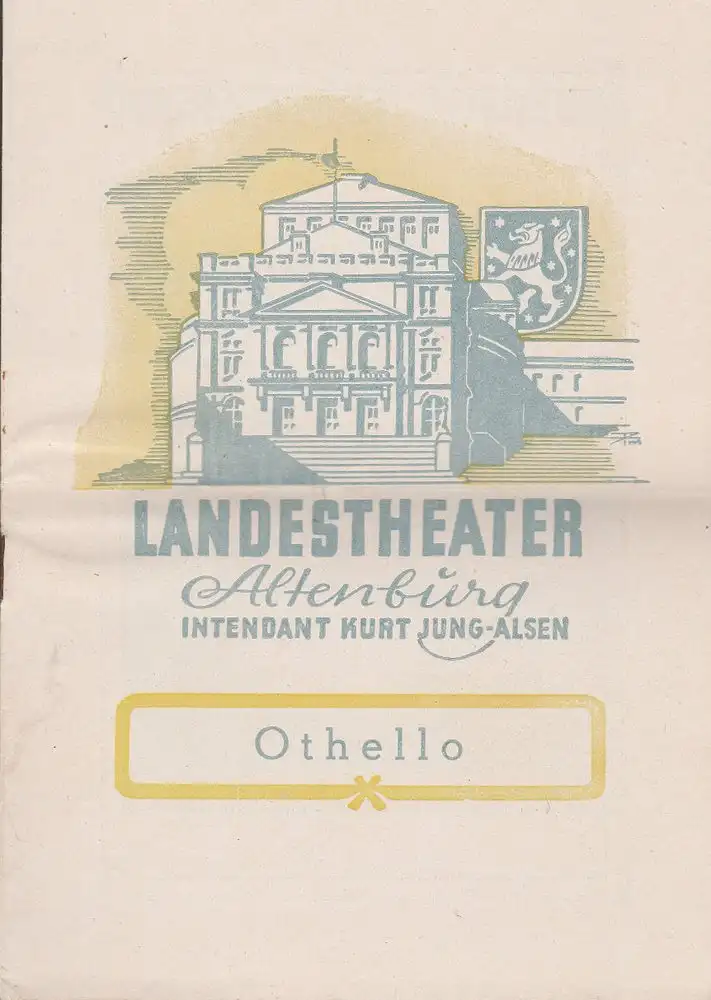 LANDESTHEATER
Altenburg
INTENDANT KURT JUNG-ALSEN
Othello